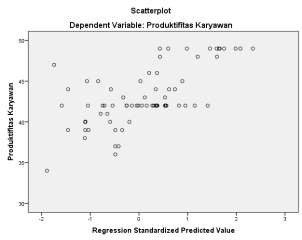 Scatterplot
Dependent Variable: Produktifitas Karyawan
50
45
40
35
30
Produktifitas Karyawan
-2
-1
0
1
2
3
Regression Standardized Predicted Value